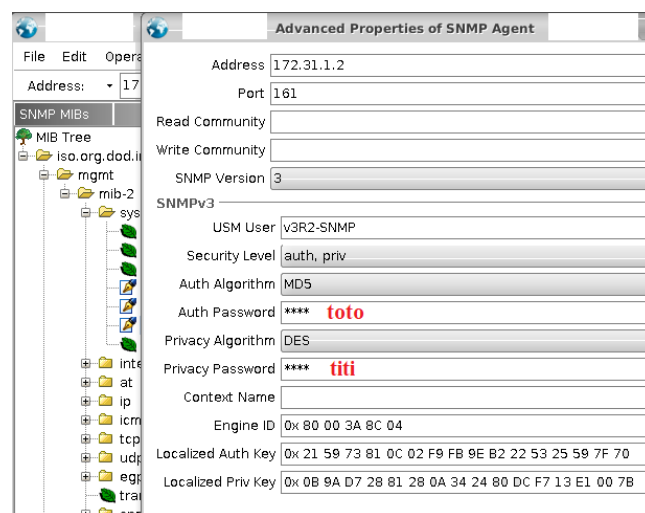 Advanced Properties of SNMP Agent
File Edit Opera
Address: 17
SNMP MIBs
MIB Tree
iso.org.dod.i
mgmt
mib-2
sys
inte
at
ip
icm
tcp
udp
egp
tra
Address 172.31.1.2
Port 161
Read Community
Write Community
SNMP Version 3
SNMPv3
USM User v3R2-SNMP
Security Level auth, priv
Auth Algorithm MD5
Auth Password **** toto
Privacy Algorithm DES
Privacy Password **** titi
Context Name
Engine ID 0x 80 00 3A 8C 04
Localized Auth Key 0x 21 59 73 81 0C 02 F9 FB 9E B2 22 53 25 59 7F 70
Localized Priv Key 0x 0B 9A D7 28 81 28 0A 34 24 80 DC F7 13 E1 00 7B